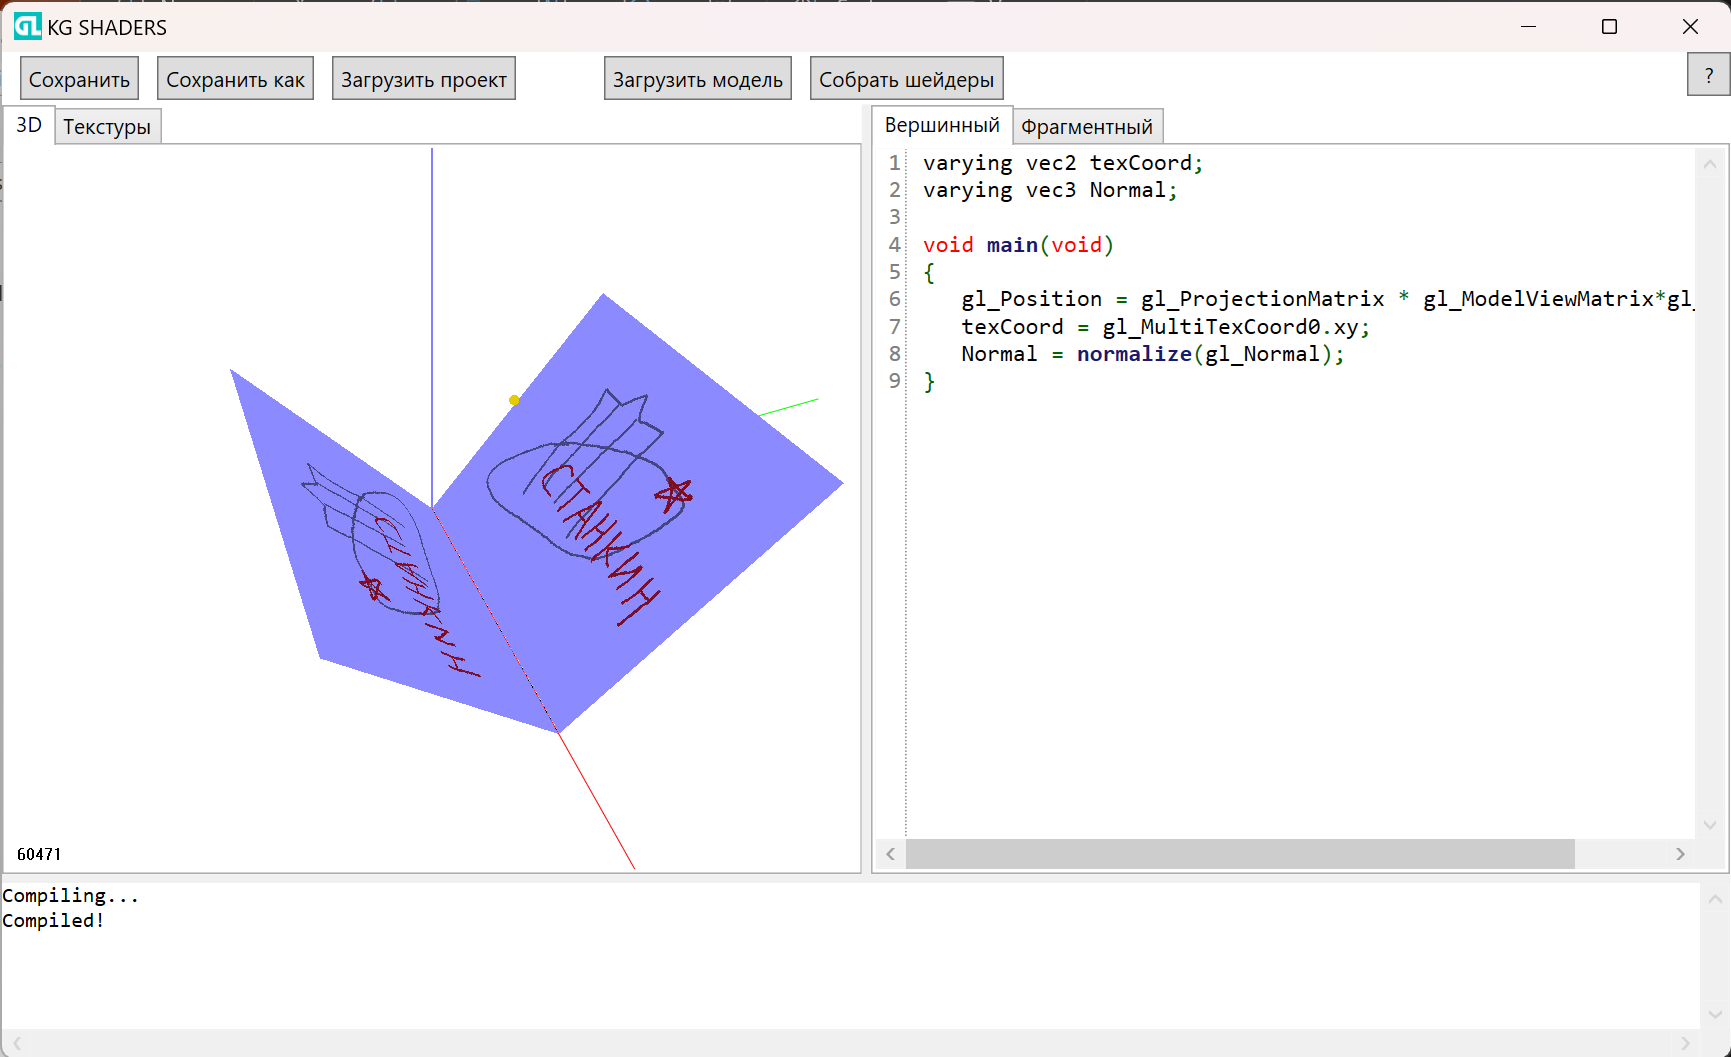 GL KG SHADERS
Сохранить Сохранить как Загрузить проект Загрузить модель Собрать шейдеры ?
3D Текстуры
СТАНКИН
СТАНКИН
60471
Вершинный Фрагментный
1 varying vec2 texCoord;
2 varying vec3 Normal;
3
4 void main(void)
5 {
6 gl_Position = gl_ProjectionMatrix * gl_ModelViewMatrix*gl_
7 texCoord = gl_MultiTexCoord0.xy;
8 Normal = normalize(gl_Normal);
9 }
Compiling...
Compiled!